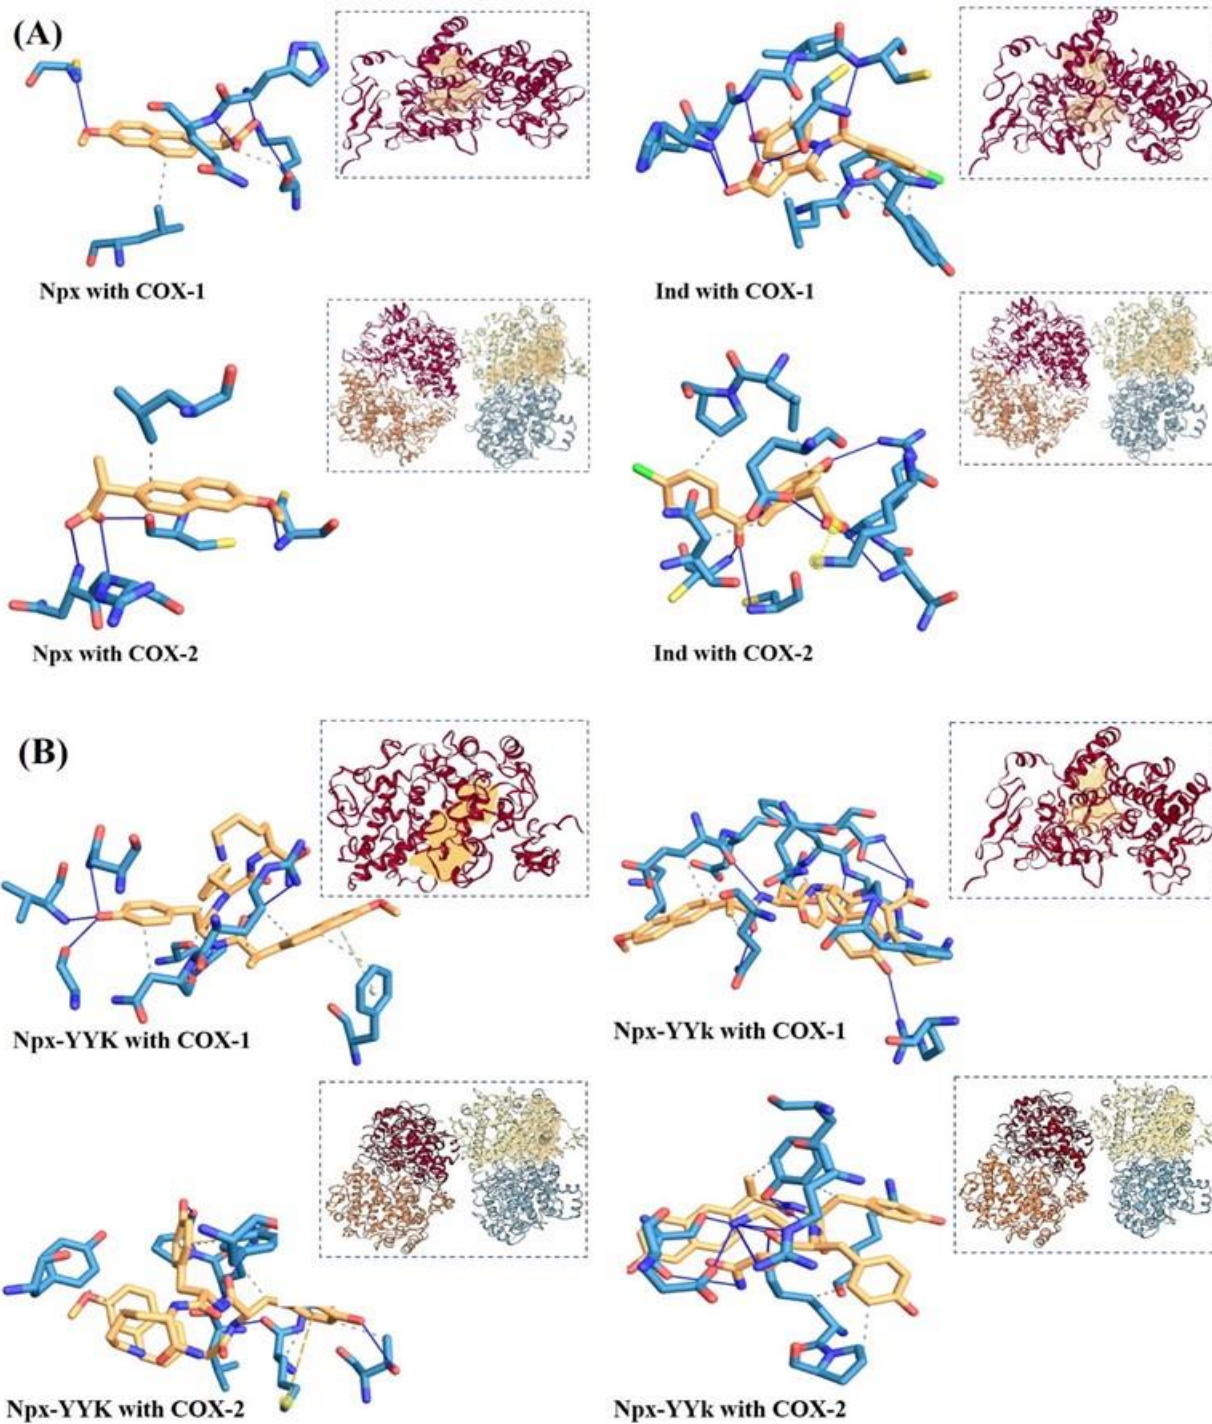 (A)
Npx with COX-1
Ind with COX-1
Npx with COX-2
Ind with COX-2
(B)
Npx-YYK with COX-1
Npx-YYk with COX-1
Npx-YYK with COX-2
Npx-YYk with COX-2